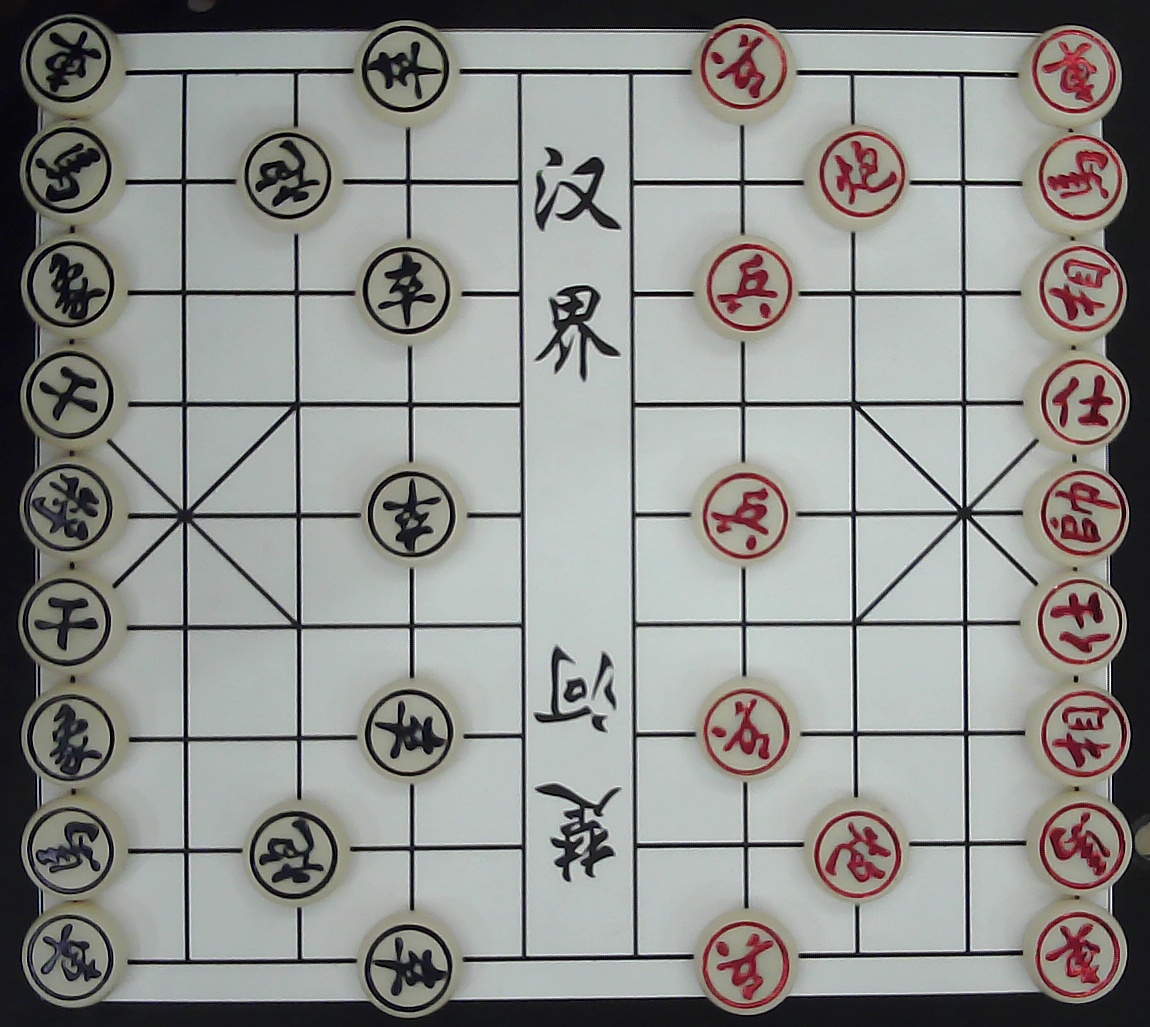 車 卒 兵 車
馬 砲 炮 馬
象 卒 兵 相
士 仕
將 卒 兵 帥
士 仕
象 卒 兵 相
馬 砲 炮 馬
車 卒 兵 車
汉界
楚河